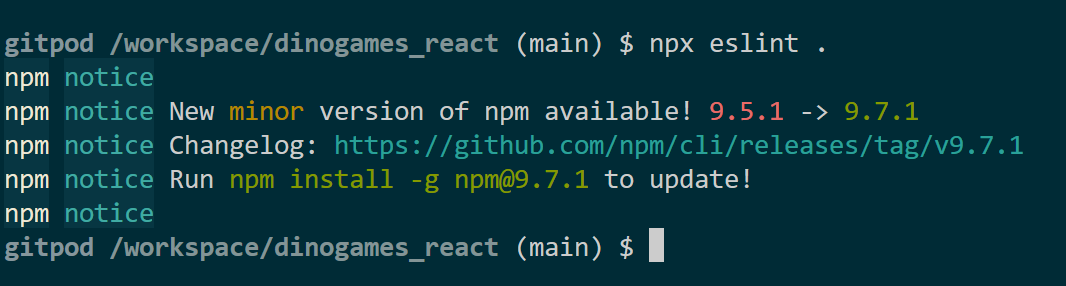 gitpod /workspace/dinogames_react (main) $ npx eslint .
npm notice
npm notice New minor version of npm available! 9.5.1 -> 9.7.1
npm notice Changelog: https://github.com/npm/cli/releases/tag/v9.7.1
npm notice Run npm install -g npm@9.7.1 to update!
npm notice
gitpod /workspace/dinogames_react (main) $